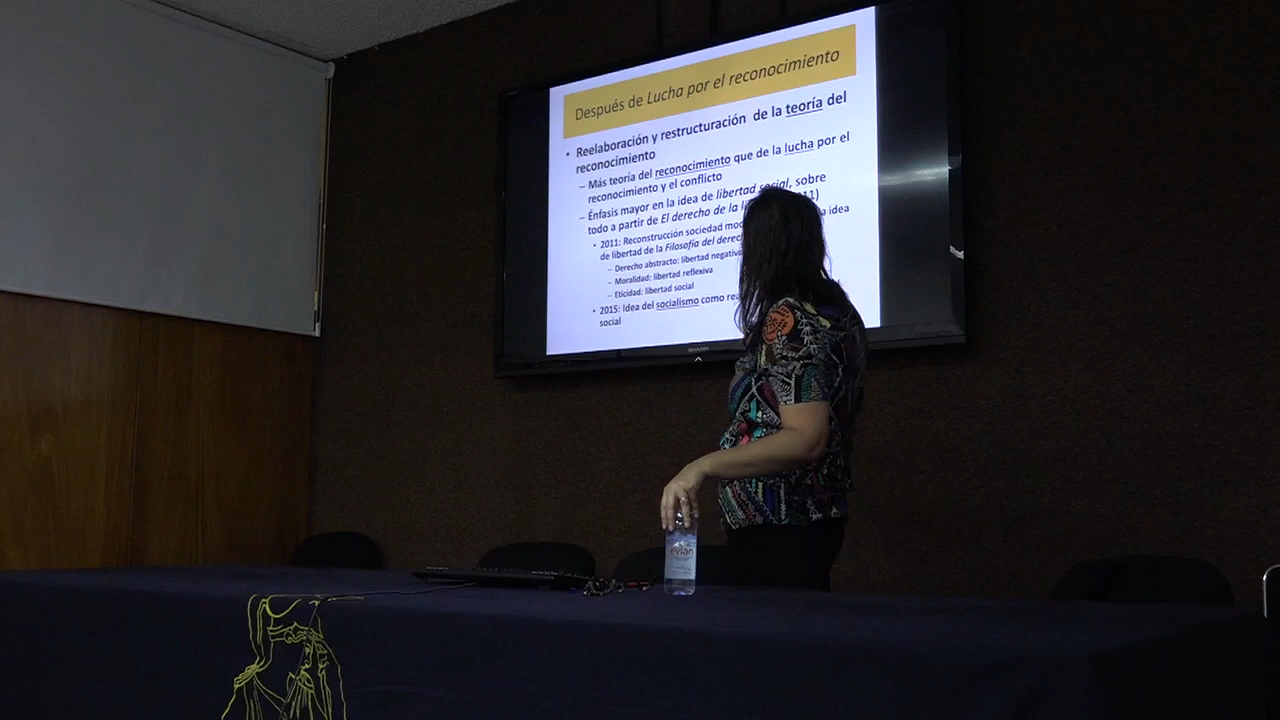 Después de Lucha por el reconocimiento
• Reelaboración y restructuración de la teoría del
reconocimiento
– Más teoría del reconocimiento que de la lucha por el
reconocimiento y el conflicto
– Énfasis mayor en la idea de libertad social, sobre
todo a partir de El derecho de la
• 2011: Reconstrucción sociedad idea
de libertad de la Filosofía del
– Derecho abstracto: libertad
– Moralidad: libertad reflexiva
– Eticidad: libertad social
• 2015: Idea del socialismo como
social
SHARP
evian